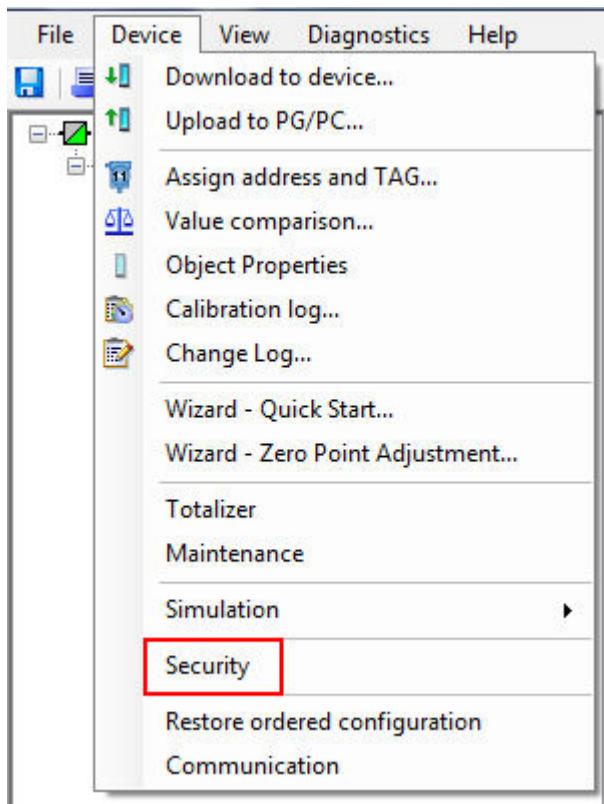 File Device View Diagnostics Help
Download to device...
Upload to PG/PC...
11
Assign address and TAG...
Value comparison...
Object Properties
Calibration log...
Change Log...
Wizard - Quick Start...
Wizard - Zero Point Adjustment...
Totalizer
Maintenance
Simulation
Security
Restore ordered configuration
Communication